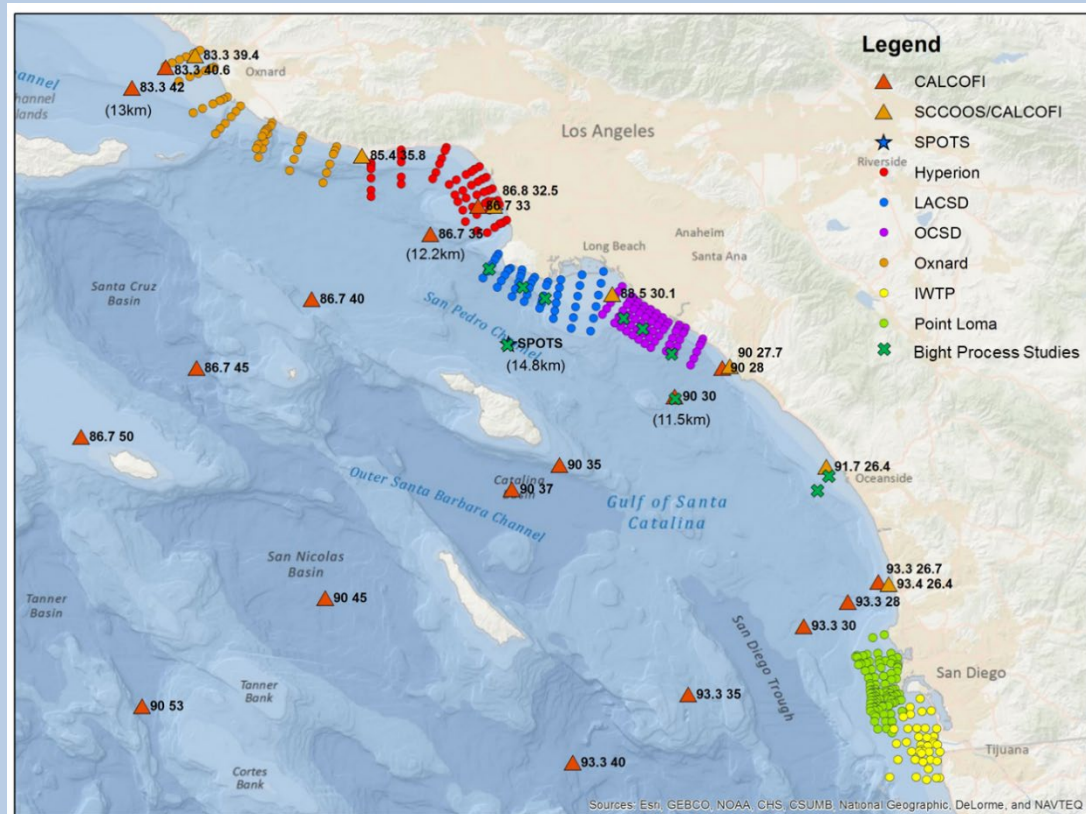 83.3 39.4
83.3 40.6
Oxnard
83.3 42
(13km)
Legend
CALCOFI
SCCOOS/CALCOFI
SPOTS
Hyperion
LACSD
OCSD
Oxnard
IWTP
Point Loma
Bight Process Studies
Los Angeles
Riverside
85.4 35.8
86.8 32.5
86.7 33
86.7 35
(12.2km)
Long Beach
Anaheim
Santa Ana
Santa Cruz
Basin
86.7 40
88.5 30.1
San Pedro Channel
SPOTS
(14.8km)
90 27.7
90 28
86.7 45
90 30
(11.5km)
86.7 50
90 35
91.7 26.4
Oceanside
Catalina
90 37
Outer Santa Barbara Channel
Gulf of Santa
Catalina
San Nicolas
Basin
93.3 26.7
93.4 26.4
90 45
93.3 28
93.3 30
Tanner
Basin
San Diego Trough
San Diego
90 53
Tanner
Bank
93.3 35
Tijuana
Cortes
Bank
93.3 40
Sources: Esri, GEBCO, NOAA, CHS, CSUMB, National Geographic, DeLorme, and NAVTEQ